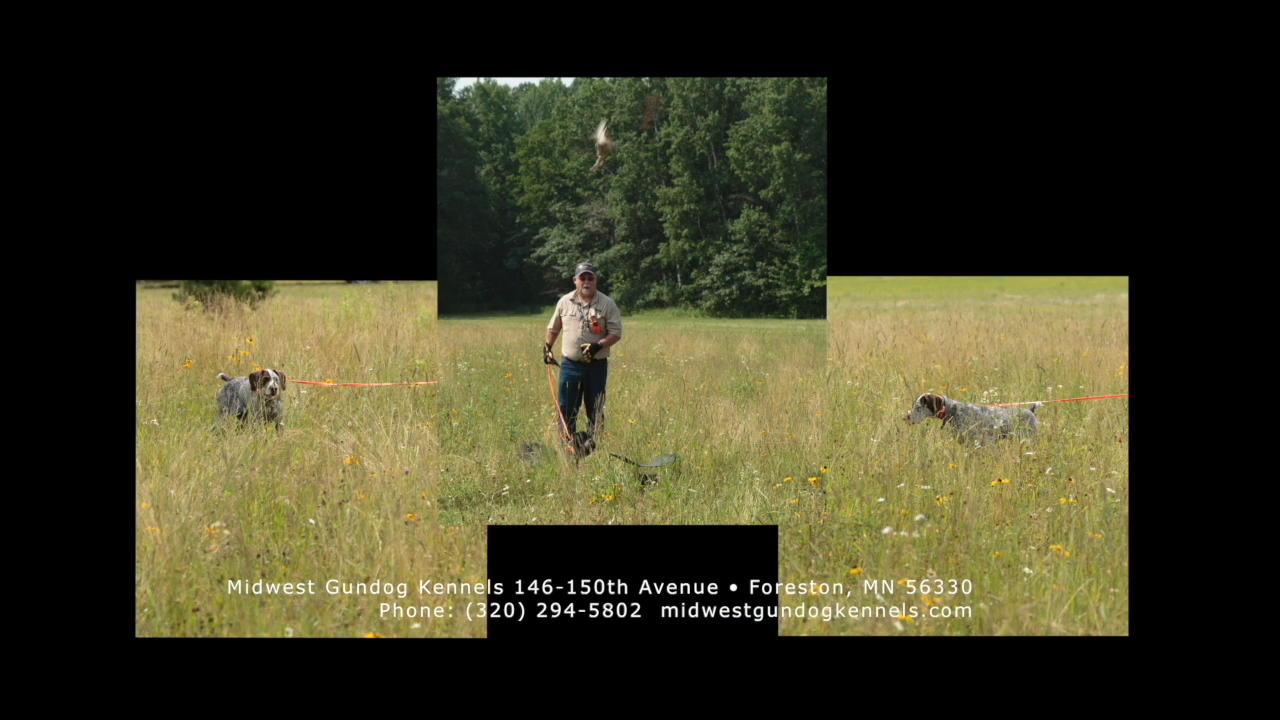 Midwest Gundog Kennels 146-150th Avenue • Foreston, MN 56330
Phone: (320) 294-5802 midwestgundogkennels.com